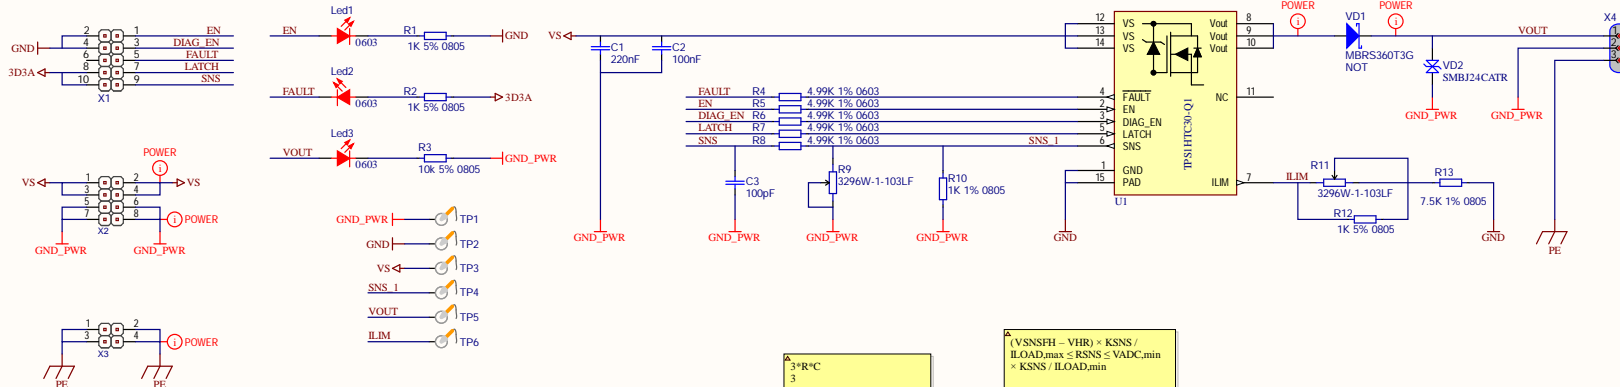 GND
3D3A
2 1 EN
4 3 DIAG_EN
6 5 FAULT
8 7 LATCH
10 9 SNS
X1
POWER
VS 1 2 VS
3 4
5 6
7 8 POWER
X2
GND_PWR GND_PWR
1 2
3 4 POWER
X3
PE PE
Led1
EN 0603 R1 GND
1K 5% 0805
Led2
FAULT 0603 R2 3D3A
1K 5% 0805
Led3
VOUT 0603 R3 GND_PWR
10k 5% 0805
GND_PWR TP1
GND TP2
VS TP3
SNS_1 TP4
VOUT TP5
ILIM TP6
VS
C1
220nF
C2
100nF
GND_PWR
FAULT R4 4.99K 1% 0603
EN R5 4.99K 1% 0603
DIAG_EN R6 4.99K 1% 0603
LATCH R7 4.99K 1% 0603
SNS R8 4.99K 1% 0603 SNS_1
C3
100pF
GND_PWR
R9
3296W-1-103LF
GND_PWR
R10
1K 1% 0805
GND_PWR
12 VS Vout 8
13 VS Vout 9
14 VS Vout 10
4 FAULT NC 11
2 EN
3 DIAG_EN
5 LATCH
6 SNS
1 GND
15 PAD ILIM 7
TPS1HTC30-Q1
U1
GND
POWER
VD1
MBRS360T3G
NOT
POWER
VD2
SMBJ24CATR
GND_PWR
VOUT
GND_PWR
X4
1
2
3
PE
ILIM
R11
3296W-1-103LF
R12
1K 5% 0805
R13
7.5K 1% 0805
GND
3*R*C
3
(VSNSFH – VHR) × KSNS /
ILOAD,max ≤ RSNS ≤ VADC,min
× KSNS / ILOAD,min